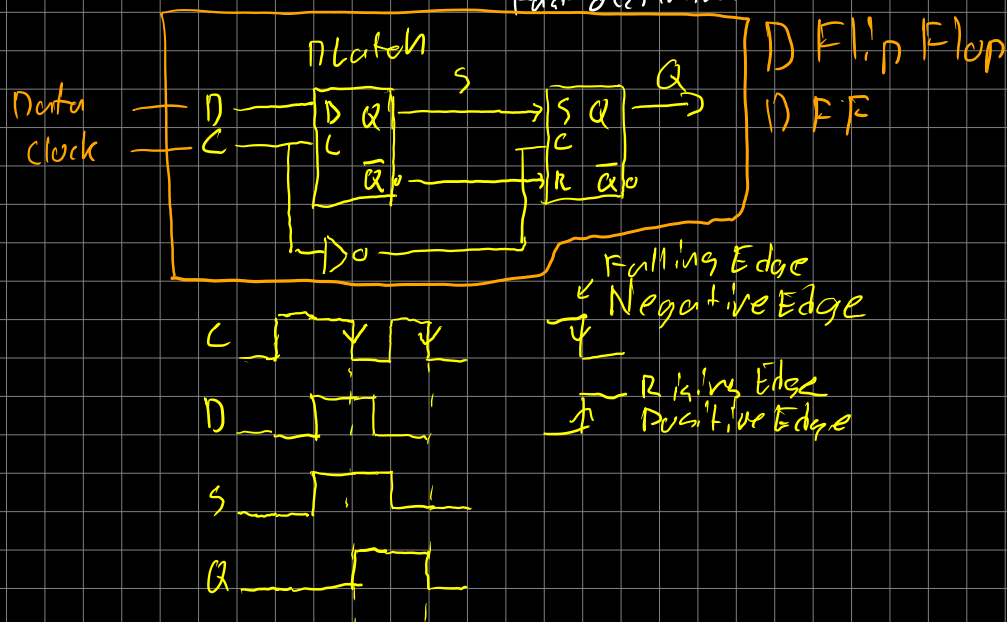 D Latch
D Flip Flop
D FF
S
Q
Data
D
D Q
S Q
Clock
C
C
C
Q̅
R Q̅
Falling Edge
Negative Edge
C
Rising Edge
Positive Edge
D
S
Q